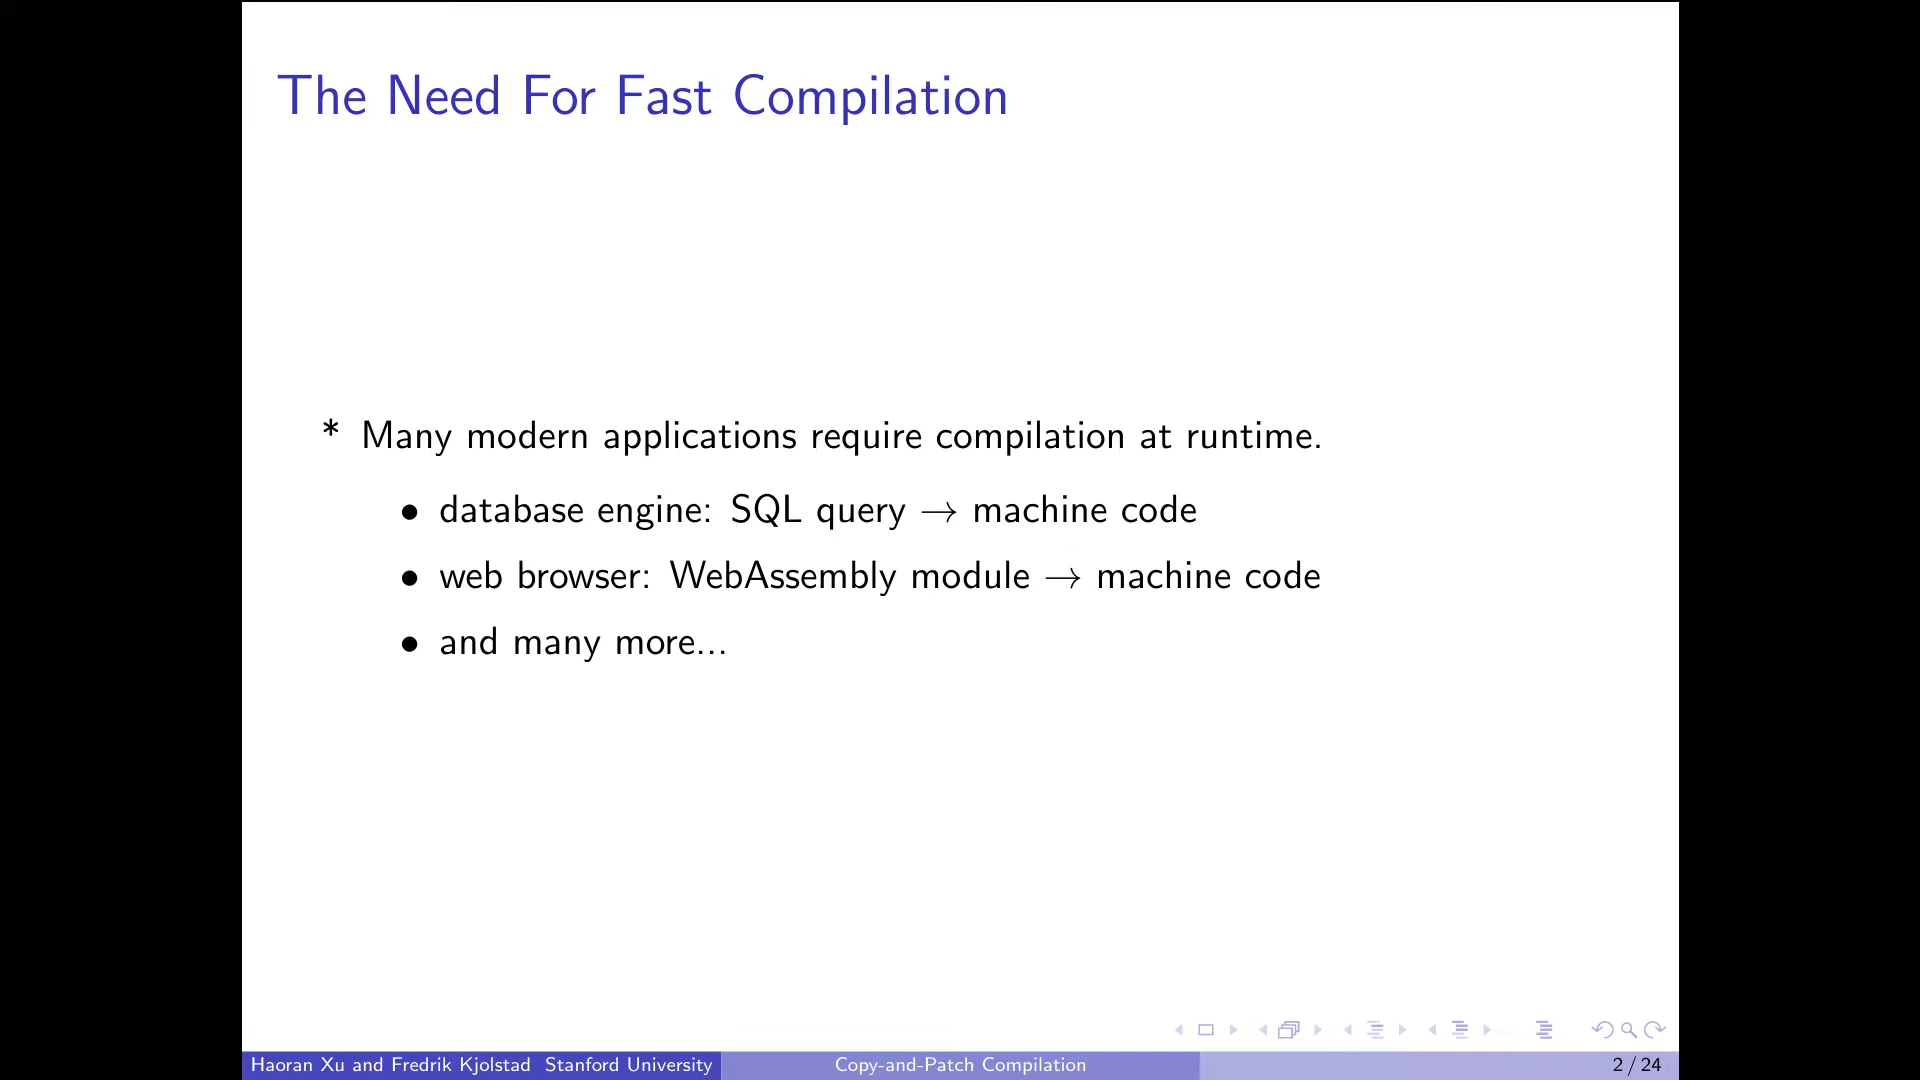 The Need For Fast Compilation
* Many modern applications require compilation at runtime.
• database engine: SQL query → machine code
• web browser: WebAssembly module → machine code
• and many more...
Haoran Xu and Fredrik Kjolstad Stanford University
Copy-and-Patch Compilation
2 / 24